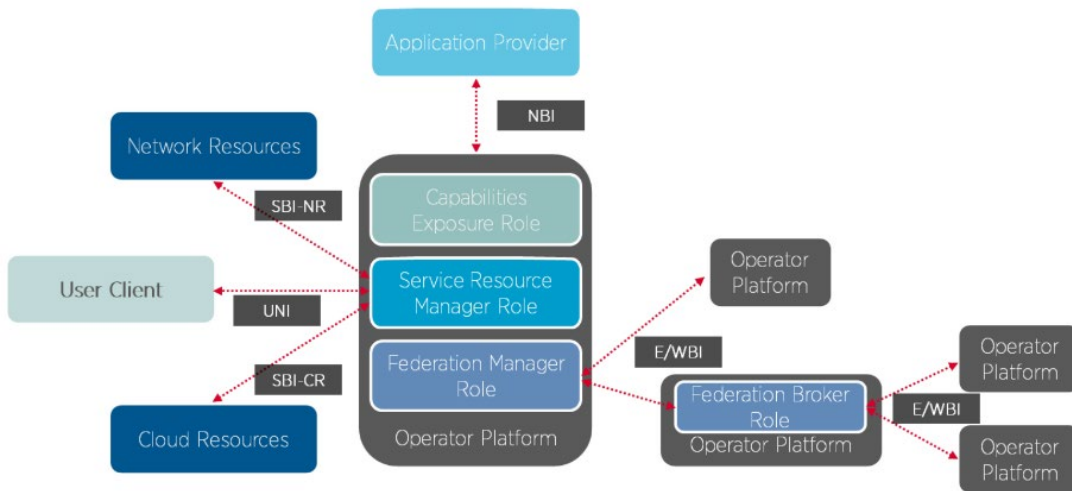 Application Provider
NBI
Network Resources
SBI-NR
Capabilities
Exposure Role
User Client
UNI
Service Resource
Manager Role
Operator
Platform
SBI-CR
Federation Manager
Role
E/WBI
Cloud Resources
Operator Platform
Federation Broker
Role
Operator Platform
Operator
Platform
E/WBI
Operator
Platform